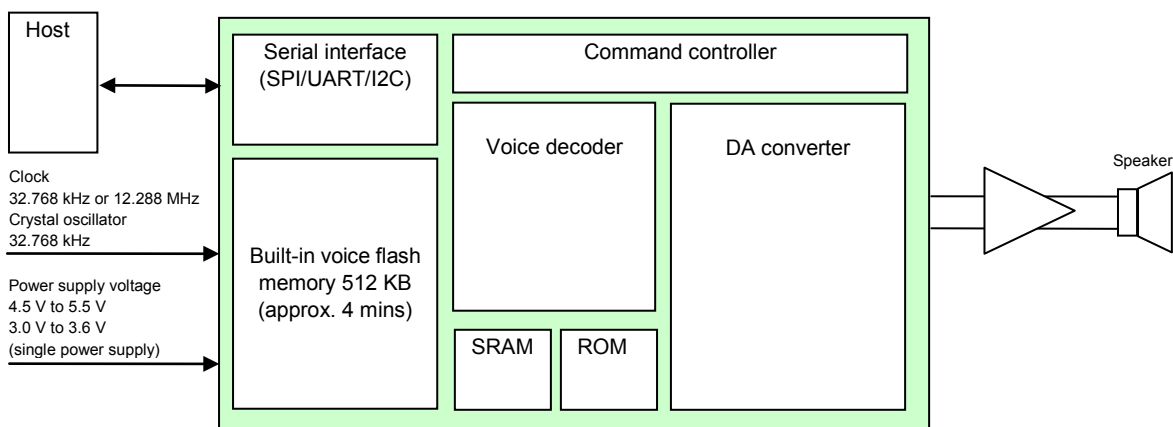 Host
Serial interface
(SPI/UART/I2C)
Command controller
Voice decoder
DA converter
Speaker
Clock
32.768 kHz or 12.288 MHz
Crystal oscillator
32.768 kHz
Built-in voice flash
memory 512 KB
(approx. 4 mins)
Power supply voltage
4.5 V to 5.5 V
3.0 V to 3.6 V
(single power supply)
SRAM
ROM